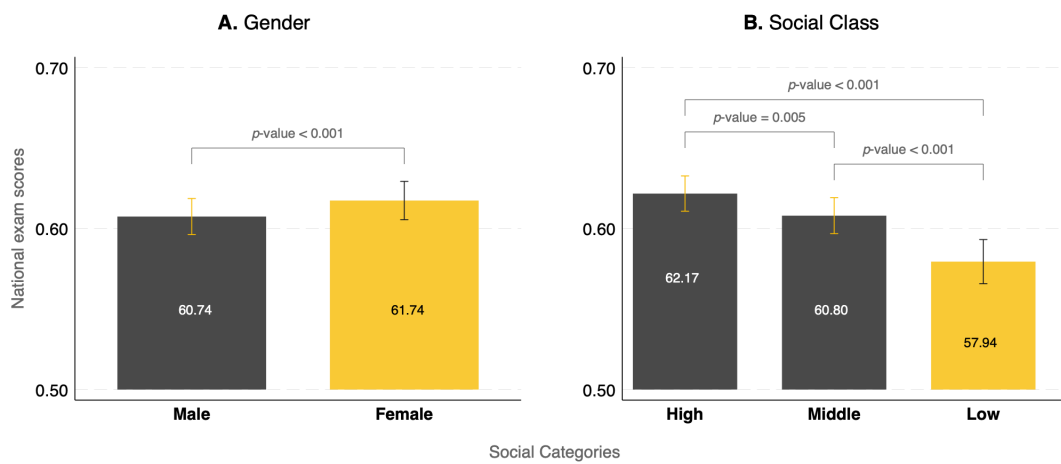 A. Gender
National exam scores
0.70
0.60
0.50
p-value < 0.001
60.74
61.74
Male
Female
B. Social Class
0.70
0.60
0.50
p-value < 0.001
p-value = 0.005
p-value < 0.001
62.17
60.80
57.94
High
Middle
Low
Social Categories